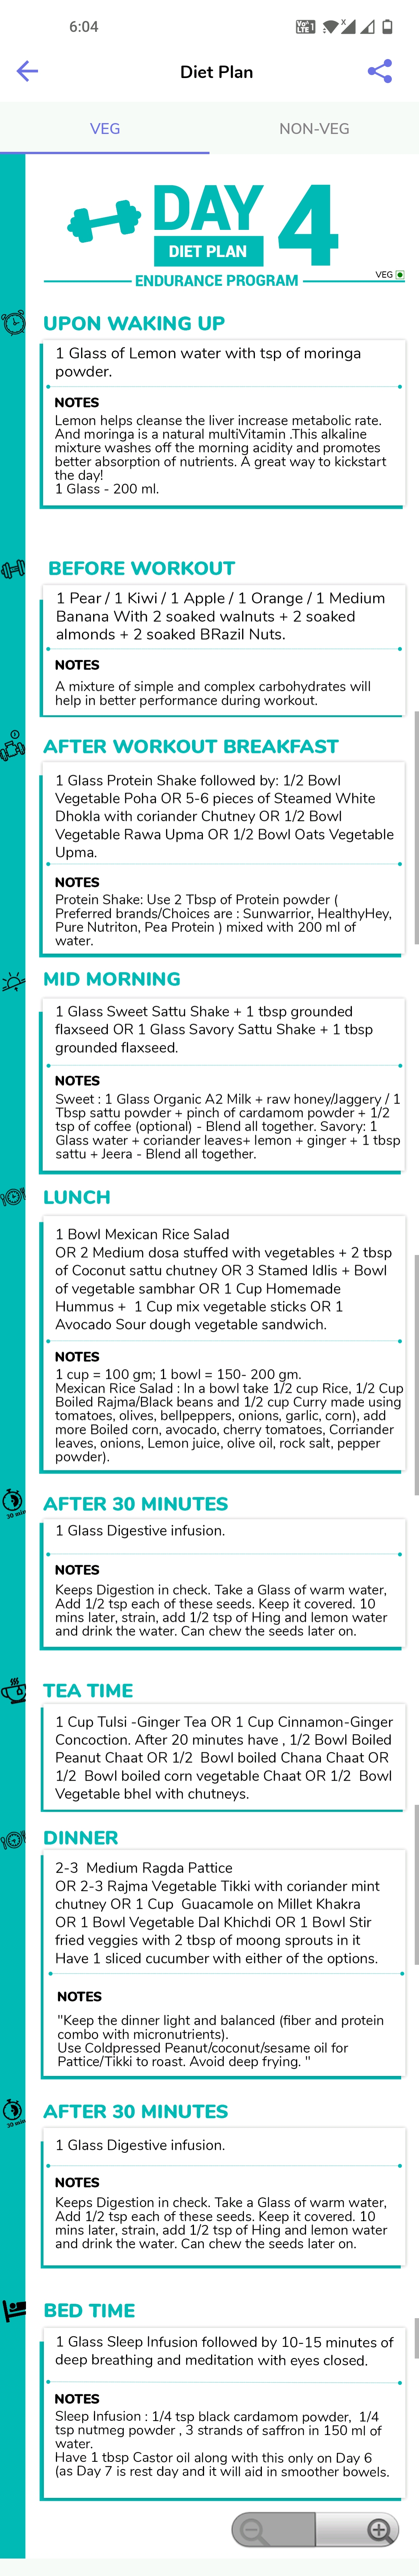 6:04
Vo 1
LTE
X
Diet Plan
VEG
NON-VEG
DAY 4
DIET PLAN
VEG
ENDURANCE PROGRAM
UPON WAKING UP
1 Glass of Lemon water with tsp of moringa
powder.
NOTES
Lemon helps cleanse the liver increase metabolic rate.
And moringa is a natural multiVitamin .This alkaline
mixture washes off the morning acidity and promotes
better absorption of nutrients. A great way to kickstart
the day!
1 Glass - 200 ml.
BEFORE WORKOUT
1 Pear / 1 Kiwi / 1 Apple / 1 Orange / 1 Medium
Banana With 2 soaked walnuts + 2 soaked
almonds + 2 soaked BRazil Nuts.
NOTES
A mixture of simple and complex carbohydrates will
help in better performance during workout.
AFTER WORKOUT BREAKFAST
1 Glass Protein Shake followed by: 1/2 Bowl
Vegetable Poha OR 5-6 pieces of Steamed White
Dhokla with coriander Chutney OR 1/2 Bowl
Vegetable Rawa Upma OR 1/2 Bowl Oats Vegetable
Upma.
NOTES
Protein Shake: Use 2 Tbsp of Protein powder (
Preferred brands/Choices are : Sunwarrior, HealthyHey,
Pure Nutriton, Pea Protein ) mixed with 200 ml of
water.
MID MORNING
1 Glass Sweet Sattu Shake + 1 tbsp grounded
flaxseed OR 1 Glass Savory Sattu Shake + 1 tbsp
grounded flaxseed.
NOTES
Sweet : 1 Glass Organic A2 Milk + raw honey/Jaggery / 1
Tbsp sattu powder + pinch of cardamom powder + 1/2
tsp of coffee (optional) - Blend all together. Savory: 1
Glass water + coriander leaves+ lemon + ginger + 1 tbsp
sattu + Jeera - Blend all together.
LUNCH
1 Bowl Mexican Rice Salad
OR 2 Medium dosa stuffed with vegetables + 2 tbsp
of Coconut sattu chutney OR 3 Stamed Idlis + Bowl
of vegetable sambhar OR 1 Cup Homemade
Hummus + 1 Cup mix vegetable sticks OR 1
Avocado Sour dough vegetable sandwich.
NOTES
1 cup = 100 gm; 1 bowl = 150- 200 gm.
Mexican Rice Salad : In a bowl take 1/2 cup Rice, 1/2 Cup
Boiled Rajma/Black beans and 1/2 cup Curry made using
tomatoes, olives, bellpeppers, onions, garlic, corn), add
more Boiled corn, avocado, cherry tomatoes, Corriander
leaves, onions, Lemon juice, olive oil, rock salt, pepper
powder).
30 min
AFTER 30 MINUTES
1 Glass Digestive infusion.
NOTES
Keeps Digestion in check. Take a Glass of warm water,
Add 1/2 tsp each of these seeds. Keep it covered. 10
mins later, strain, add 1/2 tsp of Hing and lemon water
and drink the water. Can chew the seeds later on.
TEA TIME
1 Cup Tulsi -Ginger Tea OR 1 Cup Cinnamon-Ginger
Concoction. After 20 minutes have , 1/2 Bowl Boiled
Peanut Chaat OR 1/2 Bowl boiled Chana Chaat OR
1/2 Bowl boiled corn vegetable Chaat OR 1/2 Bowl
Vegetable bhel with chutneys.
DINNER
2-3 Medium Ragda Pattice
OR 2-3 Rajma Vegetable Tikki with coriander mint
chutney OR 1 Cup Guacamole on Millet Khakra
OR 1 Bowl Vegetable Dal Khichdi OR 1 Bowl Stir
fried veggies with 2 tbsp of moong sprouts in it
Have 1 sliced cucumber with either of the options.
NOTES
"Keep the dinner light and balanced (fiber and protein
combo with micronutrients).
Use Coldpressed Peanut/coconut/sesame oil for
Pattice/Tikki to roast. Avoid deep frying. "
30 min
AFTER 30 MINUTES
1 Glass Digestive infusion.
NOTES
Keeps Digestion in check. Take a Glass of warm water,
Add 1/2 tsp each of these seeds. Keep it covered. 10
mins later, strain, add 1/2 tsp of Hing and lemon water
and drink the water. Can chew the seeds later on.
BED TIME
1 Glass Sleep Infusion followed by 10-15 minutes of
deep breathing and meditation with eyes closed.
NOTES
Sleep Infusion : 1/4 tsp black cardamom powder, 1/4
tsp nutmeg powder , 3 strands of saffron in 150 ml of
water.
Have 1 tbsp Castor oil along with this only on Day 6
(as Day 7 is rest day and it will aid in smoother bowels.